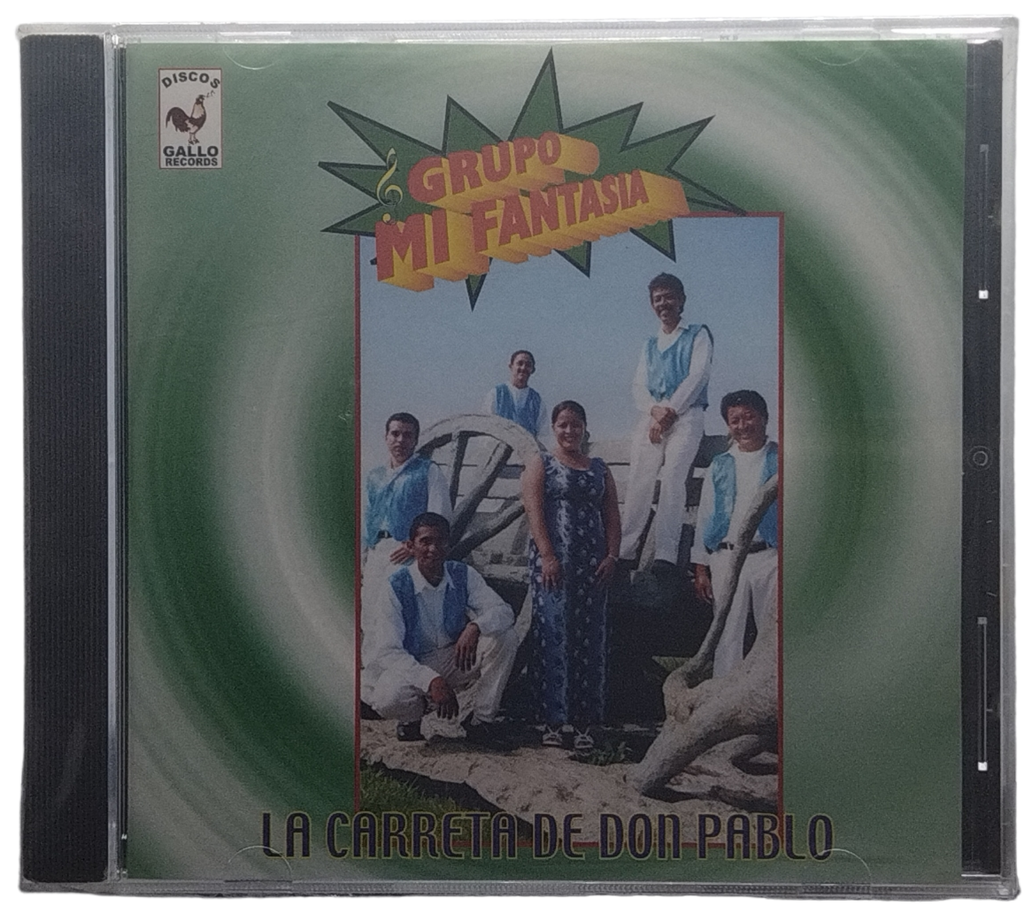 DISCOS
GALLO
RECORDS
GRUPO
MI FANTASIA
LA CARRETA DE DON PABLO